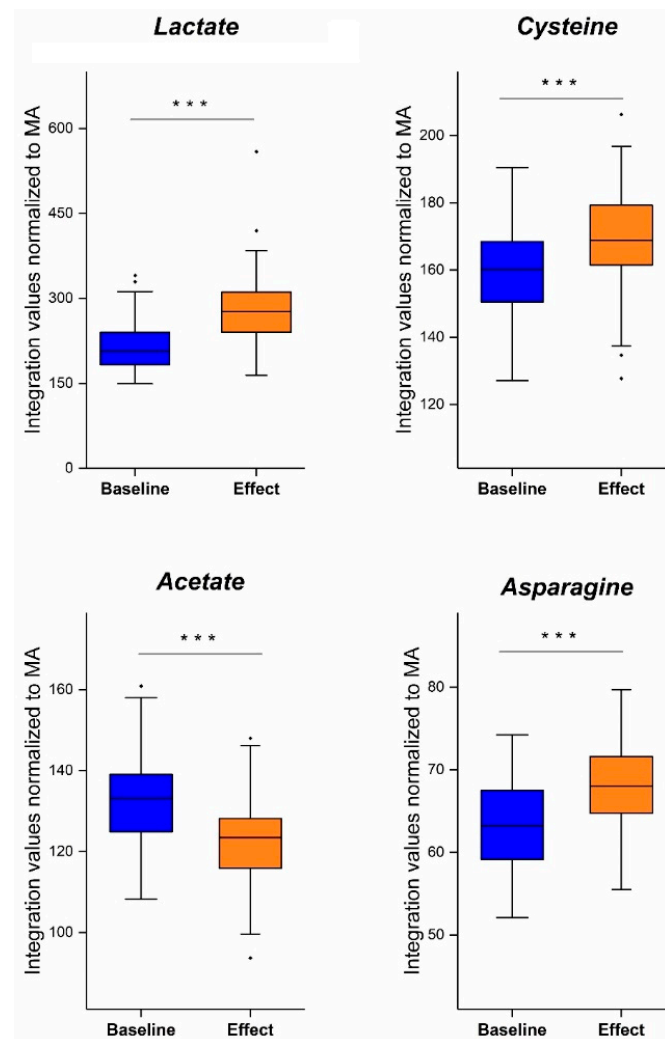 Lactate
Integration values normalized to MA
600
450
300
150
0
* * *
Baseline Effect
Cysteine
Integration values normalized to MA
200
180
160
140
120
* * *
Baseline Effect
Acetate
Integration values normalized to MA
160
140
120
100
* * *
Baseline Effect
Asparagine
Integration values normalized to MA
80
70
60
50
* * *
Baseline Effect